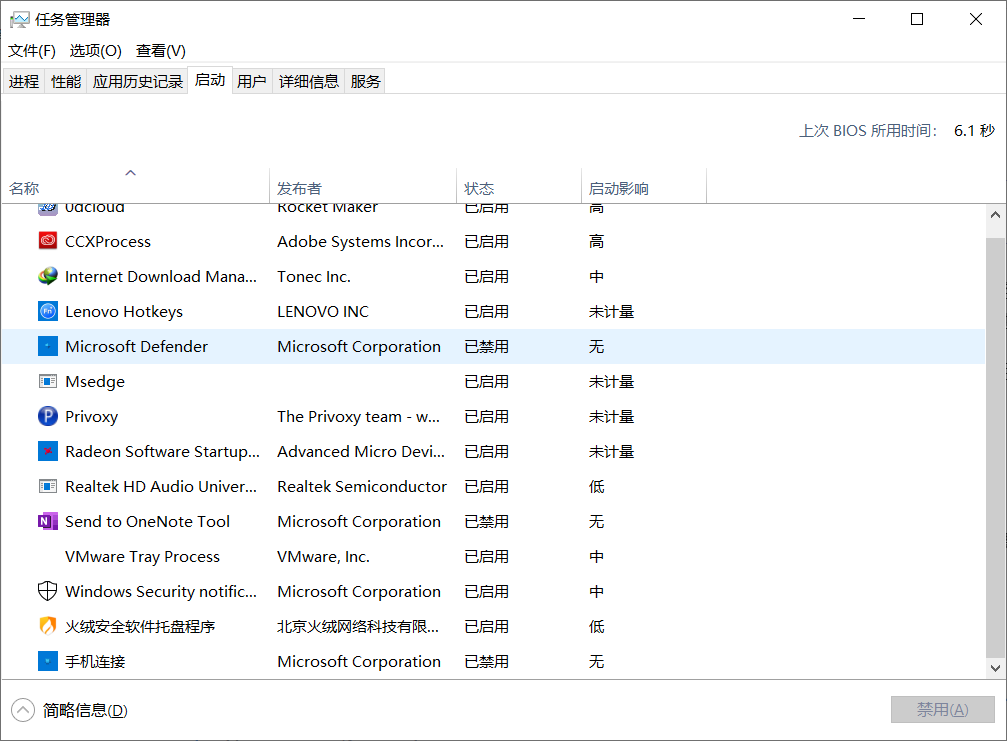 任务管理器
文件(F) 选项(O) 查看(V)
进程 性能 应用历史记录 启动 用户 详细信息 服务
上次 BIOS 所用时间: 6.1 秒
名称 发布者 状态 启动影响
0dcloud Rocket Maker 已启用 高
CCXProcess Adobe Systems Incor... 已启用 高
Internet Download Mana... Tonec Inc. 已启用 中
Lenovo Hotkeys LENOVO INC 已启用 未计量
Microsoft Defender Microsoft Corporation 已禁用 无
Msedge 已启用 未计量
Privoxy The Privoxy team - w... 已启用 未计量
Radeon Software Startup... Advanced Micro Devi... 已启用 未计量
Realtek HD Audio Univer... Realtek Semiconductor 已启用 低
Send to OneNote Tool Microsoft Corporation 已禁用 无
VMware Tray Process VMware, Inc. 已启用 中
Windows Security notific... Microsoft Corporation 已启用 中
火绒安全软件托盘程序 北京火绒网络科技有限... 已启用 低
手机连接 Microsoft Corporation 已禁用 无
简略信息(D) 禁用(A)